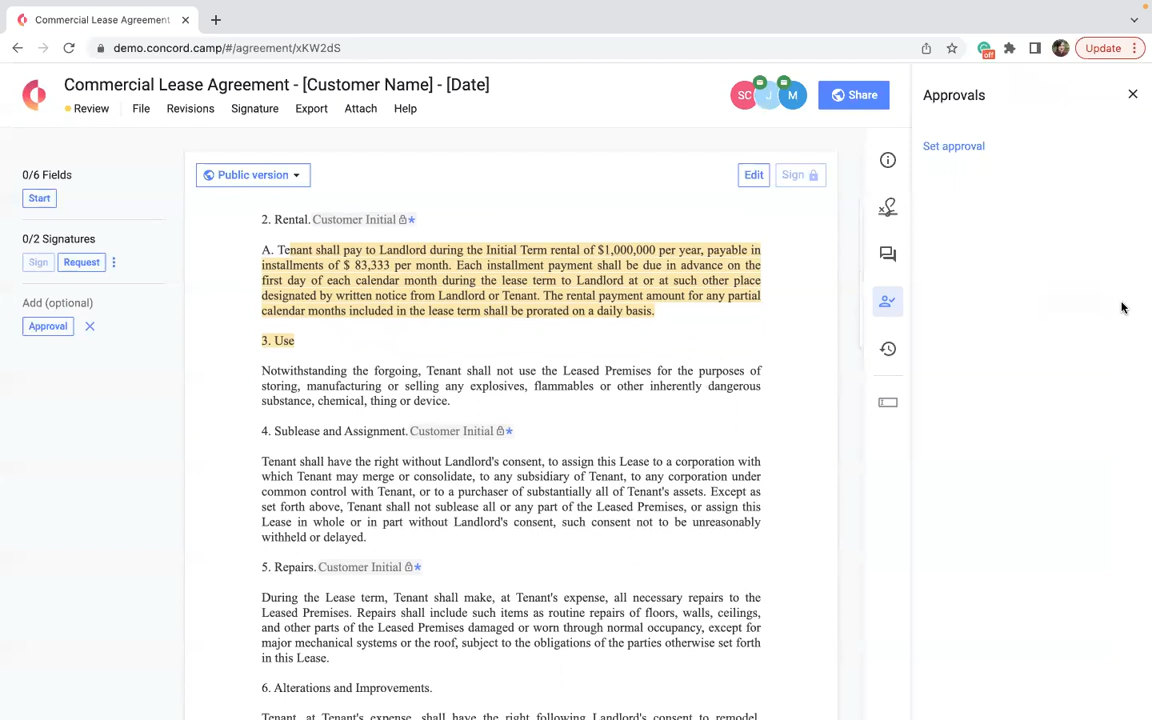 Commercial Lease Agreement
demo.concord.camp/#/agreement/xKW2dS
off
Update
Commercial Lease Agreement - [Customer Name] - [Date]
Review File Revisions Signature Export Attach Help
SC J M
Share
Approvals
Set approval
0/6 Fields
Start
0/2 Signatures
Sign Request
Add (optional)
Approval
Public version
Edit Sign
2. Rental. Customer Initial *
A. Tenant shall pay to Landlord during the Initial Term rental of $1,000,000 per year, payable in
installments of $ 83,333 per month. Each installment payment shall be due in advance on the
first day of each calendar month during the lease term to Landlord at or at such other place
designated by written notice from Landlord or Tenant. The rental payment amount for any partial
calendar months included in the lease term shall be prorated on a daily basis.
3. Use
Notwithstanding the forgoing, Tenant shall not use the Leased Premises for the purposes of
storing, manufacturing or selling any explosives, flammables or other inherently dangerous
substance, chemical, thing or device.
4. Sublease and Assignment. Customer Initial *
Tenant shall have the right without Landlord's consent, to assign this Lease to a corporation with
which Tenant may merge or consolidate, to any subsidiary of Tenant, to any corporation under
common control with Tenant, or to a purchaser of substantially all of Tenant's assets. Except as
set forth above, Tenant shall not sublease all or any part of the Leased Premises, or assign this
Lease in whole or in part without Landlord's consent, such consent not to be unreasonably
withheld or delayed.
5. Repairs. Customer Initial *
During the Lease term, Tenant shall make, at Tenant's expense, all necessary repairs to the
Leased Premises. Repairs shall include such items as routine repairs of floors, walls, ceilings,
and other parts of the Leased Premises damaged or worn through normal occupancy, except for
major mechanical systems or the roof, subject to the obligations of the parties otherwise set forth
in this Lease.
6. Alterations and Improvements.
Tenant, at Tenant's expense, shall have the right following Landlord's consent to remodel,